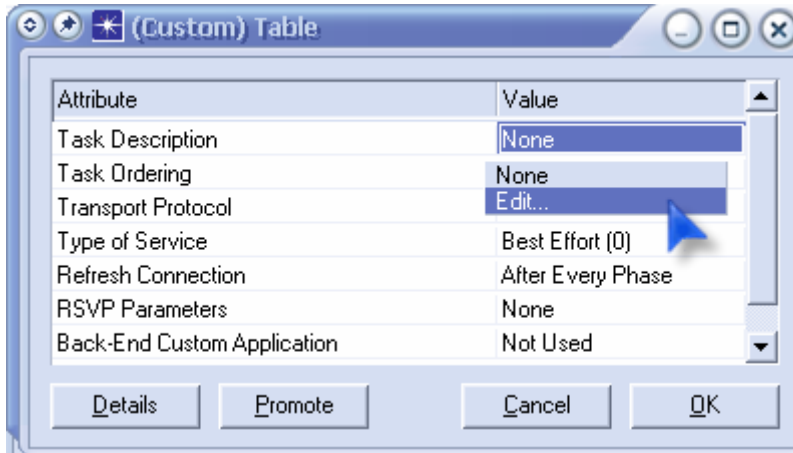 (Custom) Table
Attribute Value
Task Description None
Task Ordering None
Transport Protocol Edit...
Type of Service Best Effort (0)
Refresh Connection After Every Phase
RSVP Parameters None
Back-End Custom Application Not Used
Details Promote Cancel OK